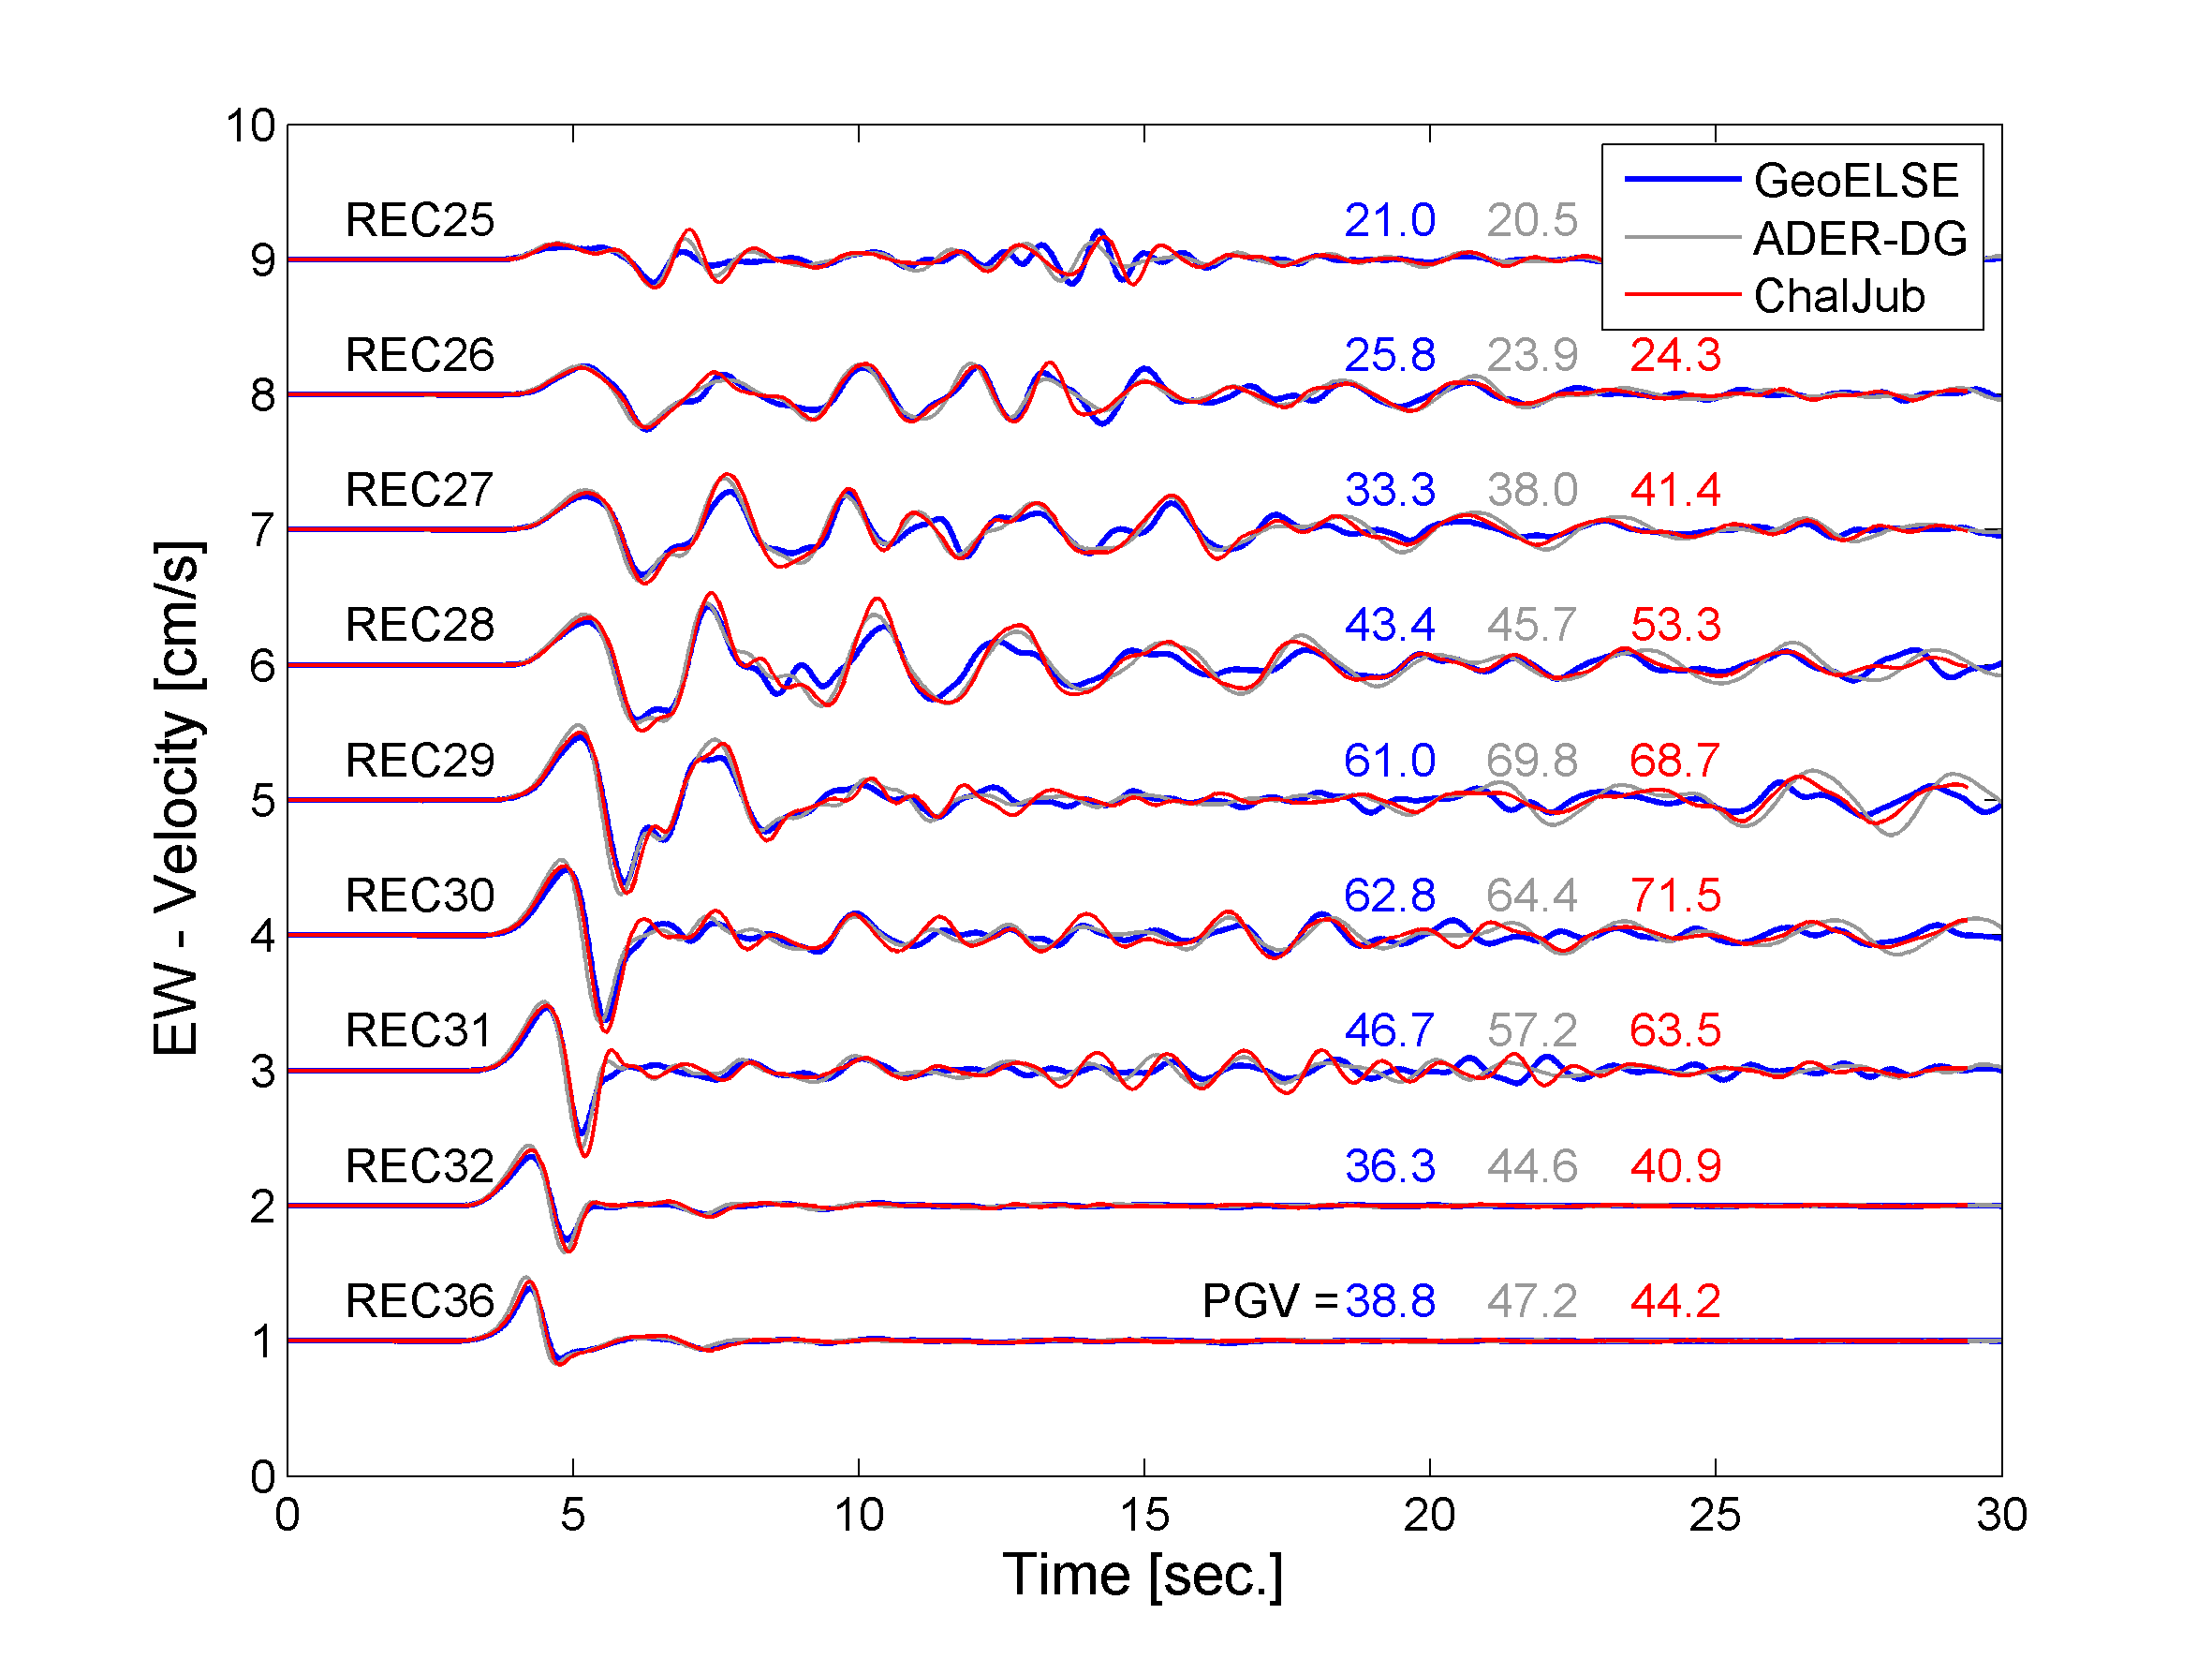 10
GeoELSE
REC25 21.0 20.5
ADER-DG
9
ChalJub
REC26 25.8 23.9 24.3
8
REC27 33.3 38.0 41.4
7
REC28 43.4 45.7 53.3
6
REC29 61.0 69.8 68.7
5
REC30 62.8 64.4 71.5
4
REC31 46.7 57.2 63.5
3
REC32 36.3 44.6 40.9
2
REC36 PGV = 38.8 47.2 44.2
1
0
0 5 10 15 20 25 30
Time [sec.]
EW - Velocity [cm/s]